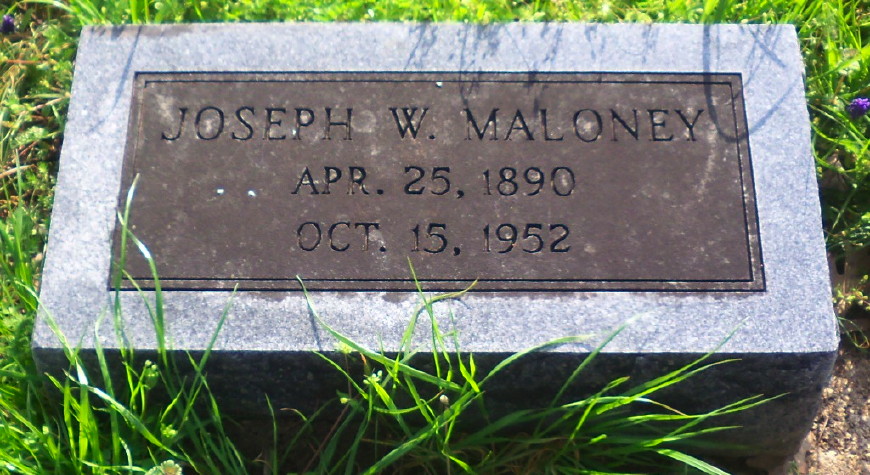 JOSEPH W. MALONEY
APR. 25, 1890
OCT. 15, 1952